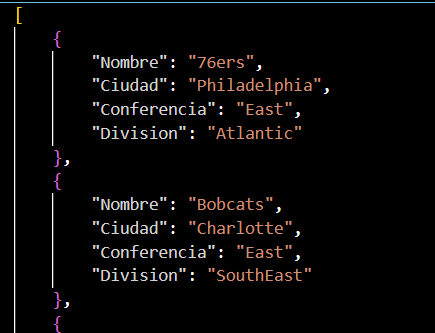 [
{
"Nombre": "76ers",
"Ciudad": "Philadelphia",
"Conferencia": "East",
"Division": "Atlantic"
},
{
"Nombre": "Bobcats",
"Ciudad": "Charlotte",
"Conferencia": "East",
"Division": "SouthEast"
},
{